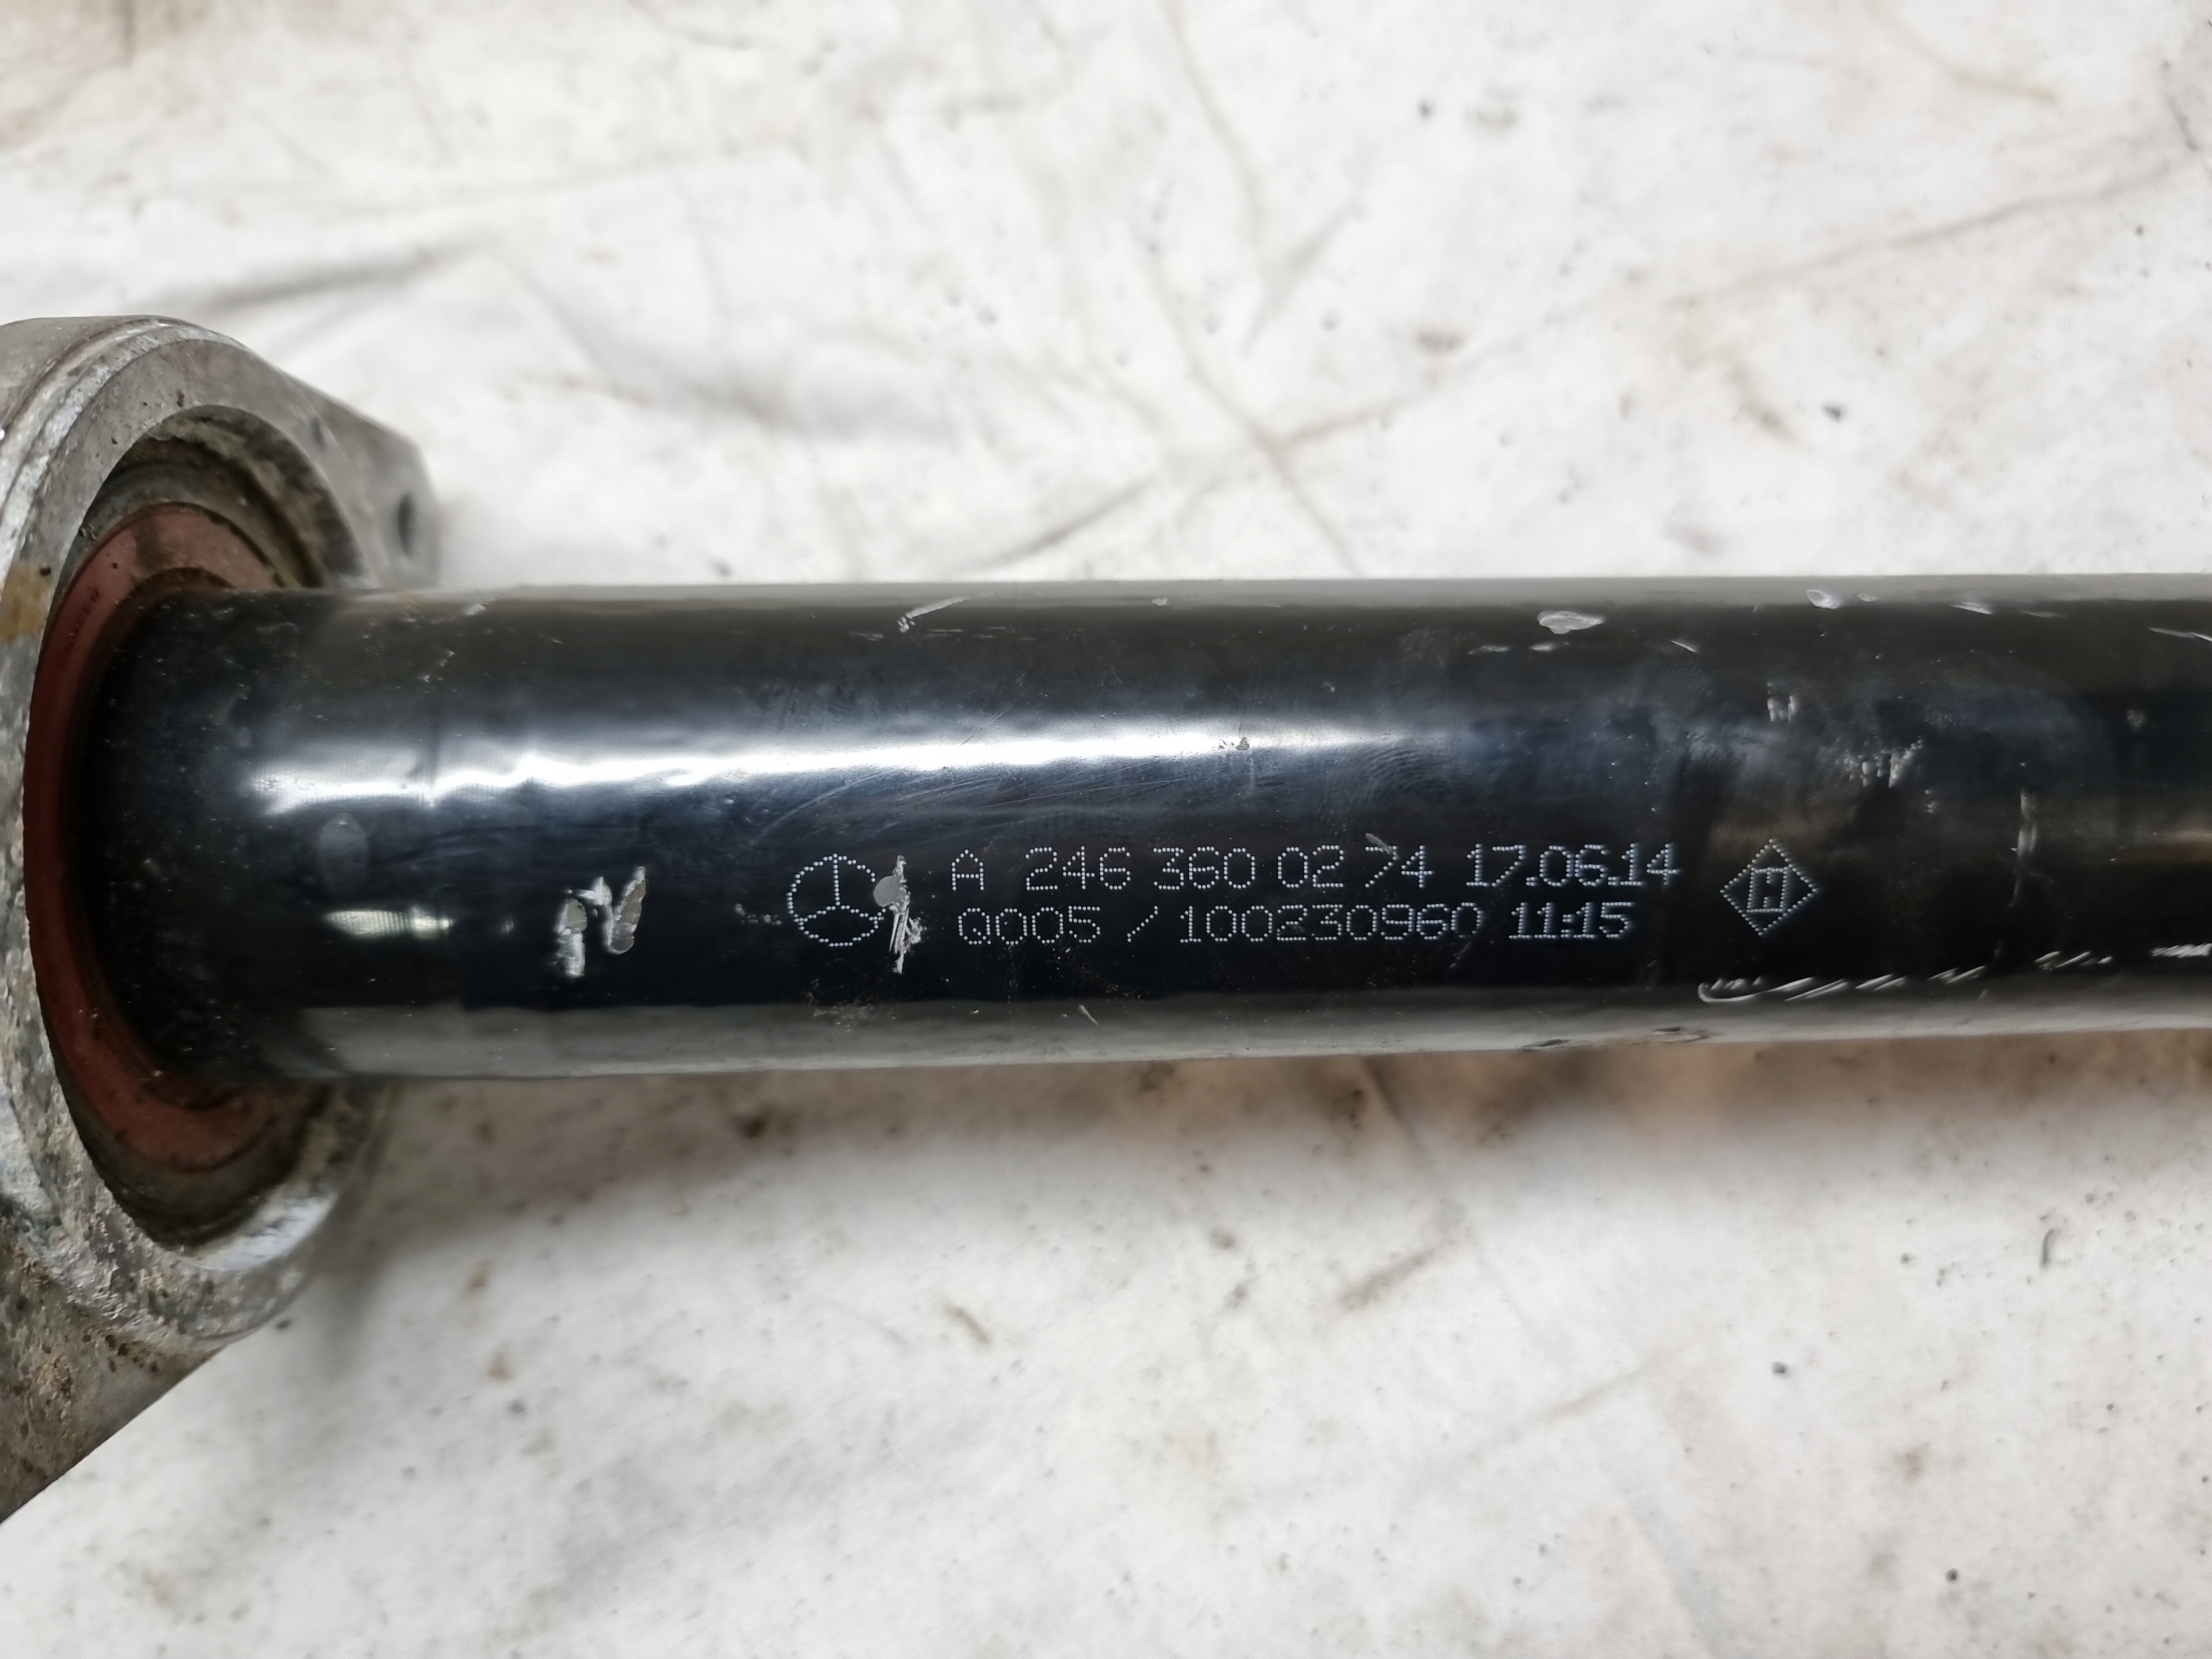 A 246 360 02 74 17.06.14
Q005 / 100230960 11:15
H